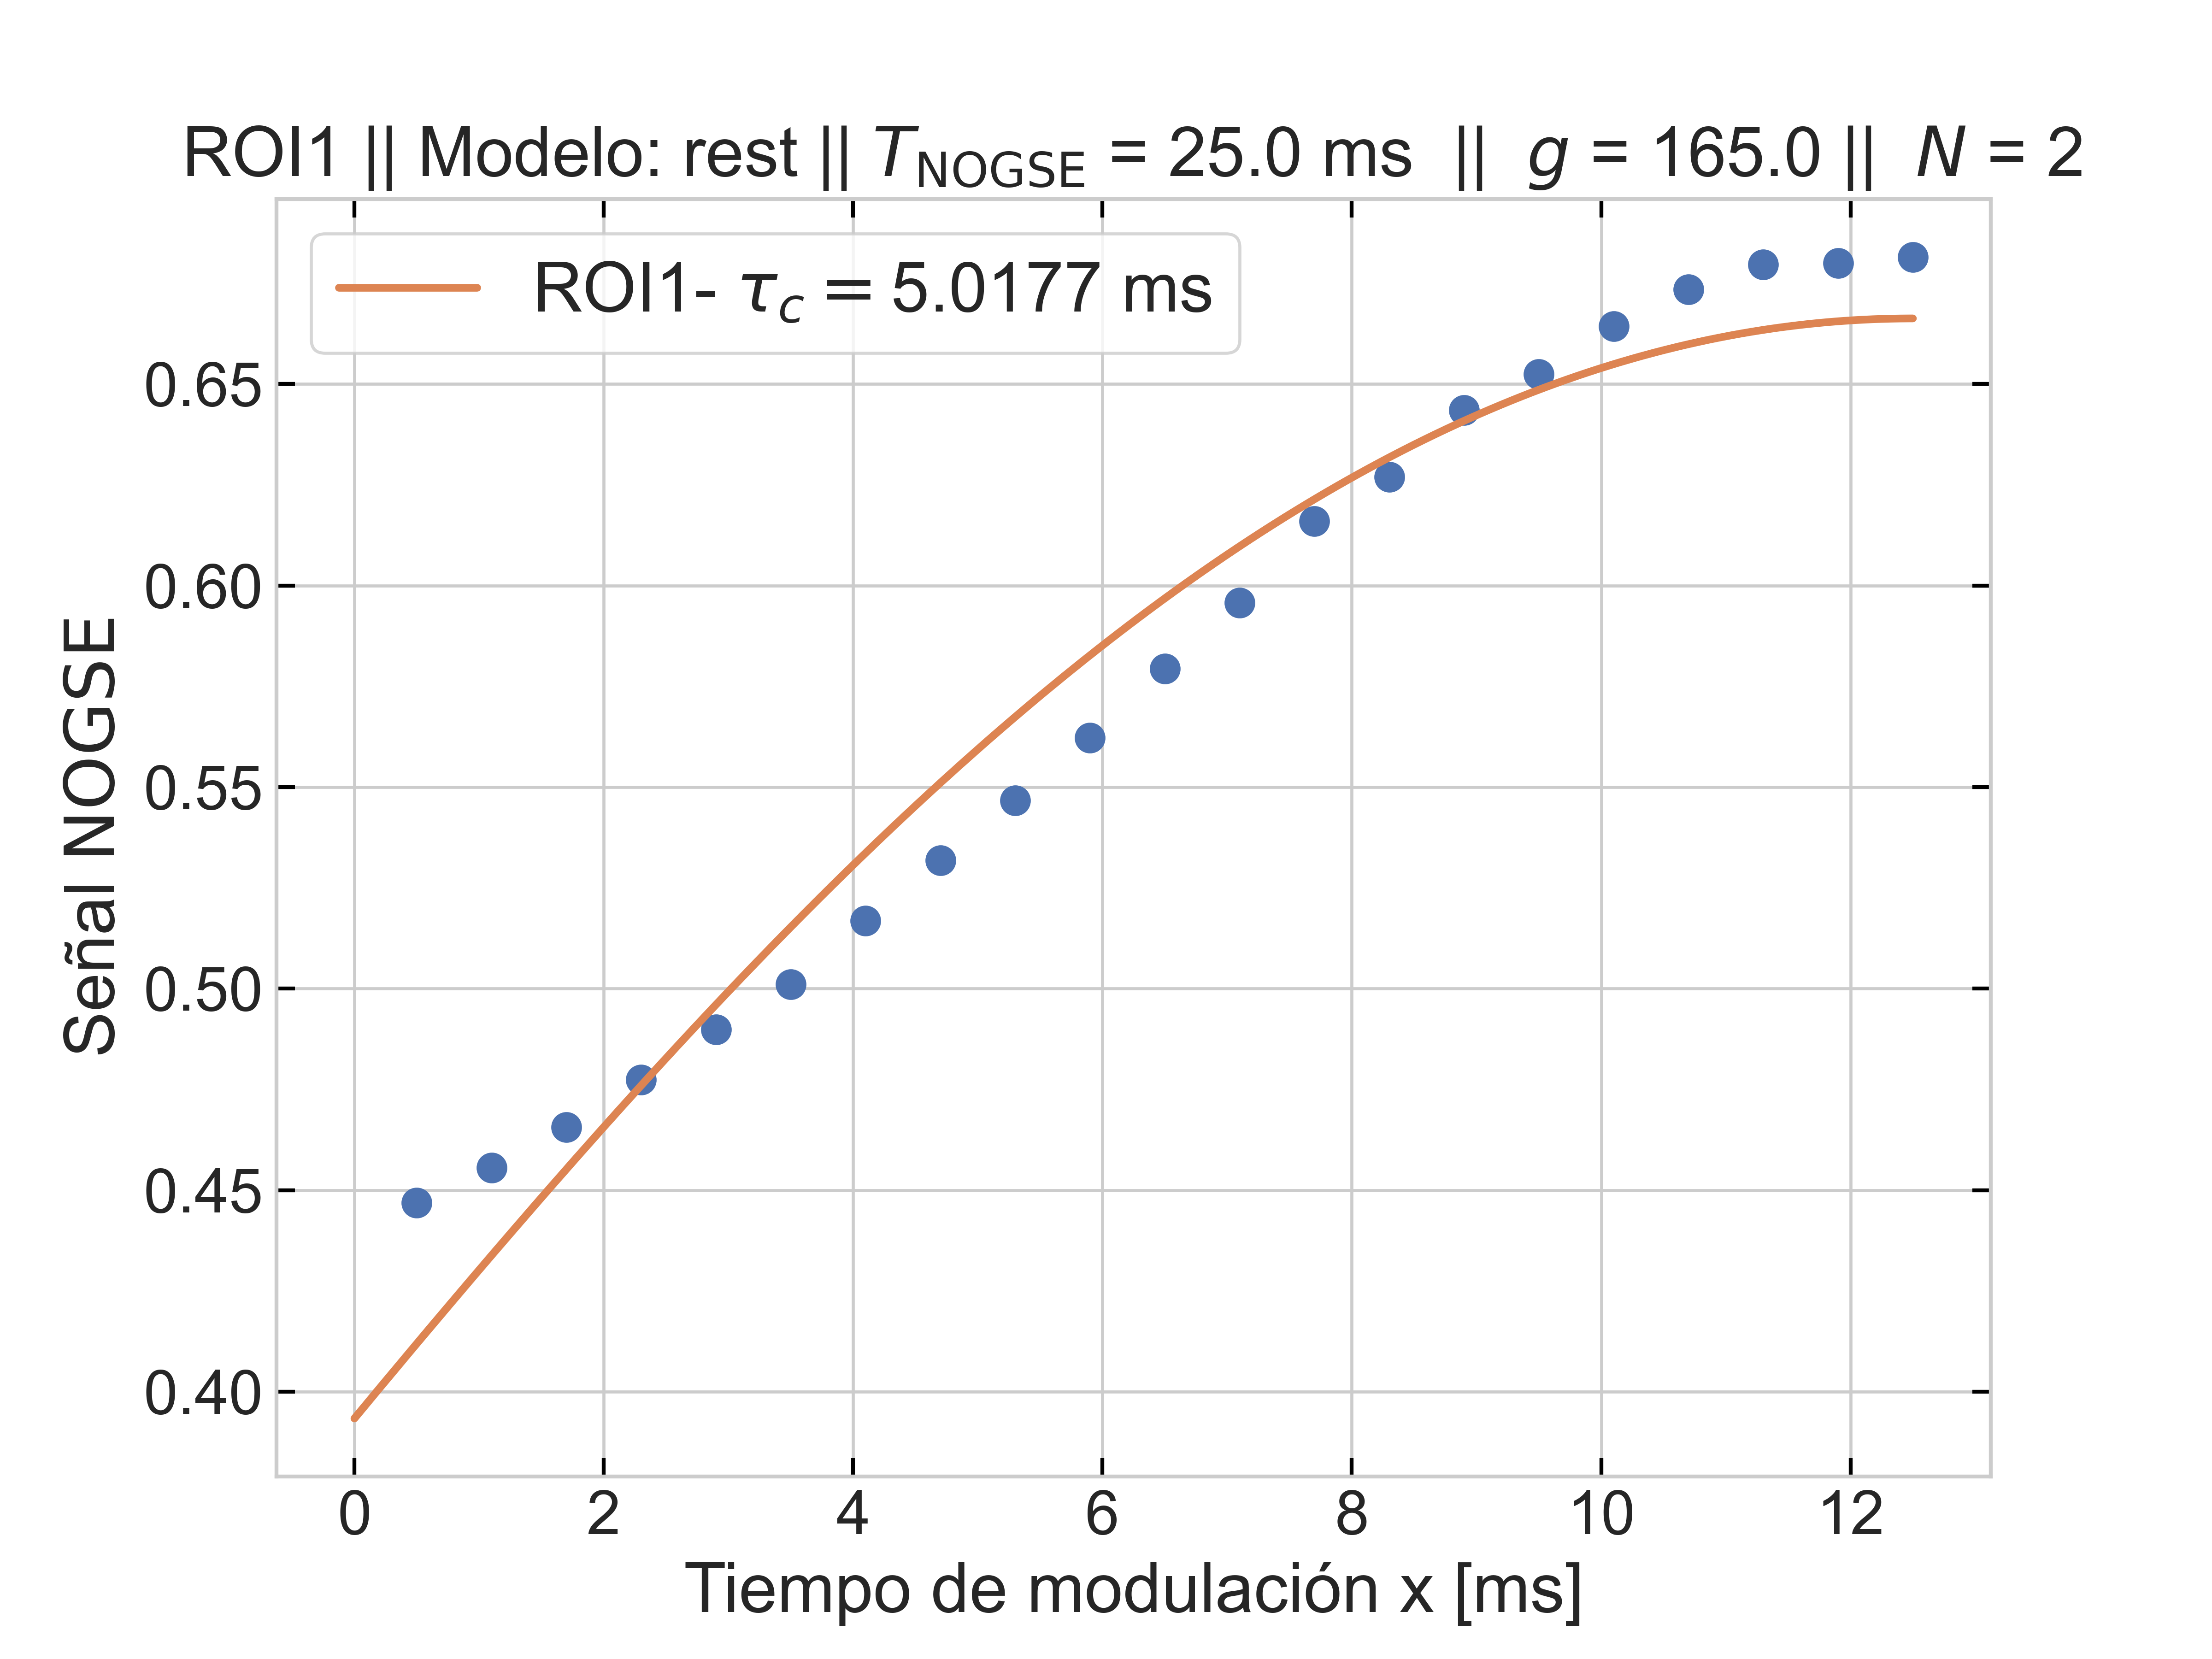 ROI1 || Modelo: rest || T_NOGSE = 25.0 ms || g = 165.0 || N = 2
ROI1- τ_c = 5.0177 ms
Señal NOGSE
0.65
0.60
0.55
0.50
0.45
0.40
0 2 4 6 8 10 12
Tiempo de modulación x [ms]